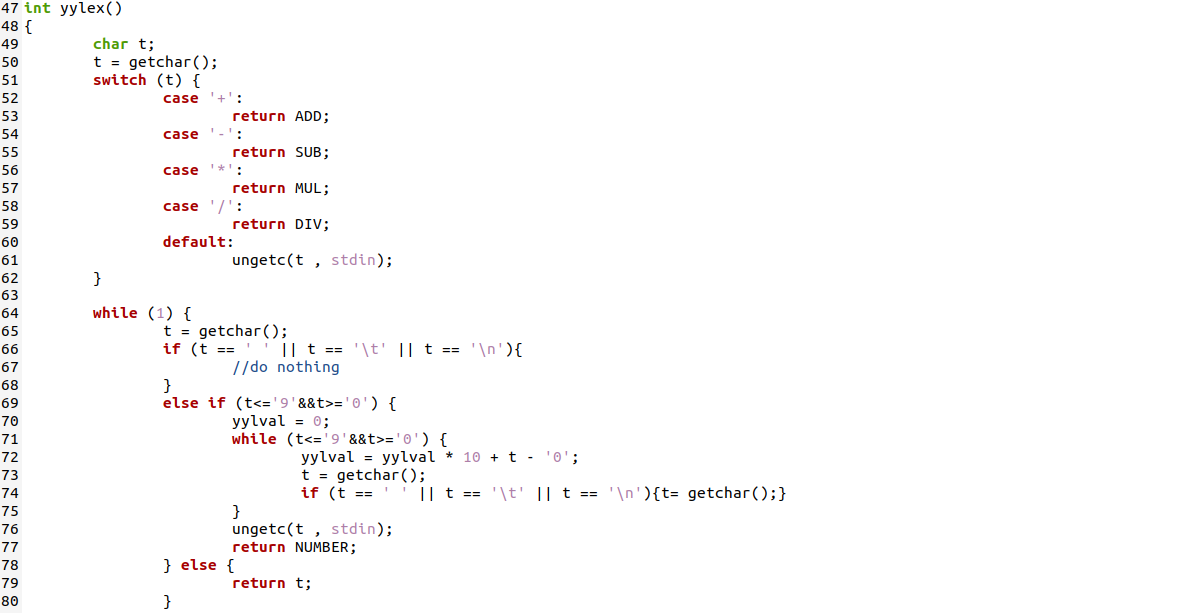 47 int yylex()
48 {
49         char t;
50         t = getchar();
51         switch (t) {
52                 case '+':
53                         return ADD;
54                 case '-':
55                         return SUB;
56                 case '*':
57                         return MUL;
58                 case '/':
59                         return DIV;
60                 default:
61                         ungetc(t , stdin);
62         }
63
64         while (1) {
65                 t = getchar();
66                 if (t == ' ' || t == '\t' || t == '\n'){
67                         //do nothing
68                 }
69                 else if (t<='9'&&t>='0') {
70                         yylval = 0;
71                         while (t<='9'&&t>='0') {
72                                 yylval = yylval * 10 + t - '0';
73                                 t = getchar();
74                                 if (t == ' ' || t == '\t' || t == '\n'){t= getchar();}
75                         }
76                         ungetc(t , stdin);
77                         return NUMBER;
78                 } else {
79                         return t;
80                 }